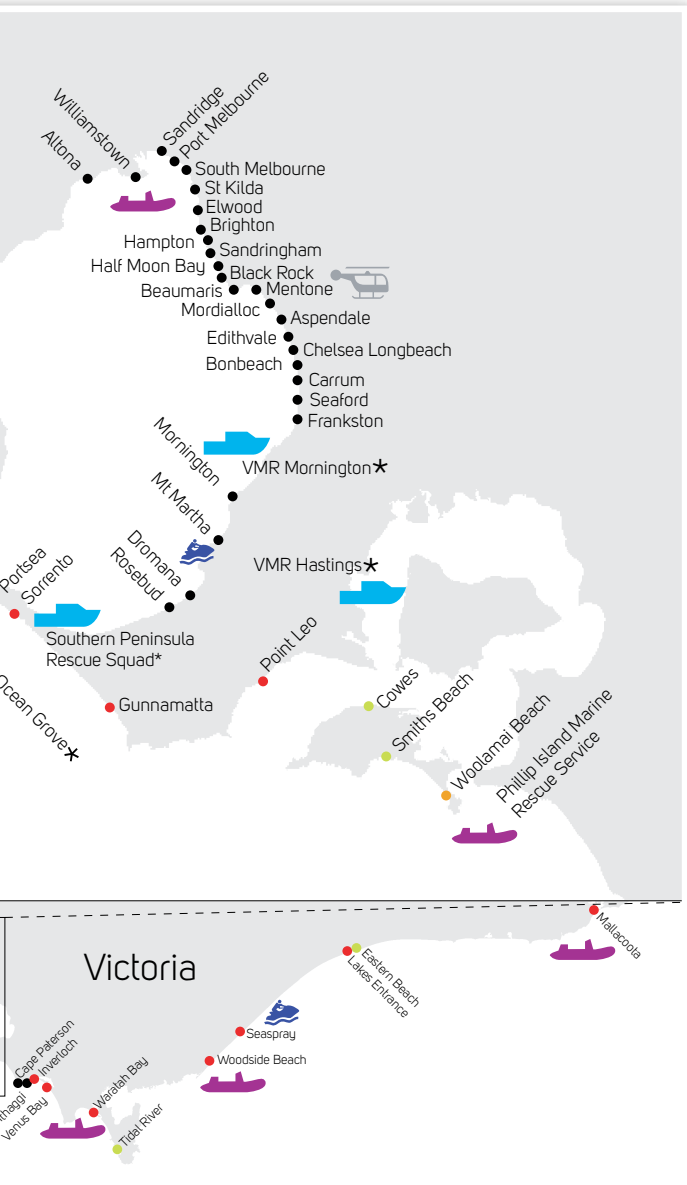 Sandridge
Port Melbourne
Williamstown
Altona
South Melbourne
St Kilda
Elwood
Brighton
Hampton
Sandringham
Half Moon Bay
Black Rock
Beaumaris
Mentone
Mordialloc
Aspendale
Edithvale
Chelsea Longbeach
Bonbeach
Carrum
Seaford
Frankston
Mornington
VMR Mornington*
Mt Martha
Dromana
Rosebud
VMR Hastings*
Portsea
Sorrento
Southern Peninsula
Rescue Squad*
Point Leo
Gunnamatta
Ocean Grove*
Cowes
Smiths Beach
Woolamai Beach
Phillip Island Marine
Rescue Service
Mallacoota
Victoria
Eastern Beach
Lakes Entrance
Seaspray
Woodside Beach
Cape Paterson
Inverloch
Venus Bay
Waratah Bay
Tidal River